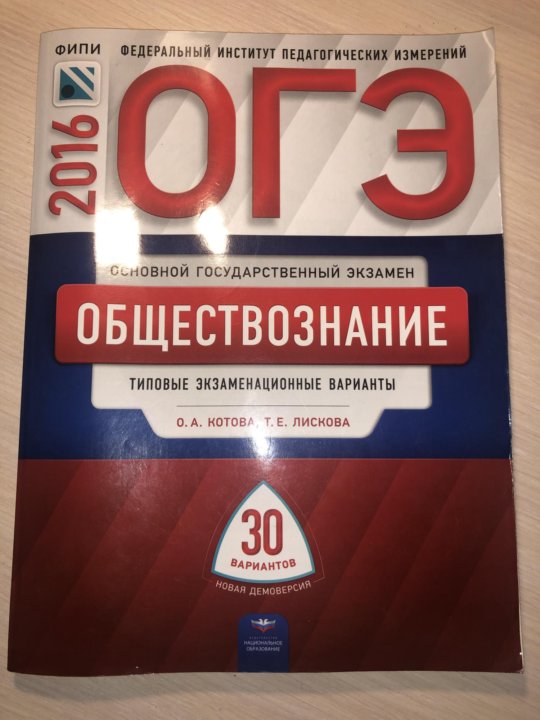 ФИПИ
ФЕДЕРАЛЬНЫЙ ИНСТИТУТ ПЕДАГОГИЧЕСКИХ ИЗМЕРЕНИЙ
2016
ОГЭ
ОСНОВНОЙ ГОСУДАРСТВЕННЫЙ ЭКЗАМЕН
ОБЩЕСТВОЗНАНИЕ
ТИПОВЫЕ ЭКЗАМЕНАЦИОННЫЕ ВАРИАНТЫ
О. А. КОТОВА, Т. Е. ЛИСКОВА
30
ВАРИАНТОВ
НОВАЯ ДЕМОВЕРСИЯ
ИЗДАТЕЛЬСТВО
НАЦИОНАЛЬНОЕ
ОБРАЗОВАНИЕ